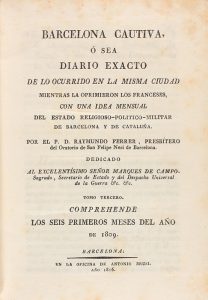 BARCELONA CAUTIVA,
Ó SEA
DIARIO EXACTO
DE LO OCURRIDO EN LA MISMA CIUDAD
MIENTRAS LA OPRIMIERON LOS FRANCESES,
CON UNA IDEA MENSUAL
DEL ESTADO RELIGIOSO-POLITICO-MILITAR
DE BARCELONA Y DE CATALUÑA.
POR EL P. D. RAYMUNDO FERRER, PRESBITERO
del Oratorio de San Felipe Neri de Barcelona.
DEDICADO
AL EXCELENTÍSIMO SEÑOR MARQUES DE CAMPO-
Sagrado, Secretario de Estado y del Despacho Universal
de la Guerra &c. &c.
TOMO TERCERO.
COMPREHENDE
LOS SEIS PRIMEROS MESES DEL AÑO
DE 1809.
BARCELONA:
EN LA OFICINA DE ANTONIO BRUSI.
año 1816.